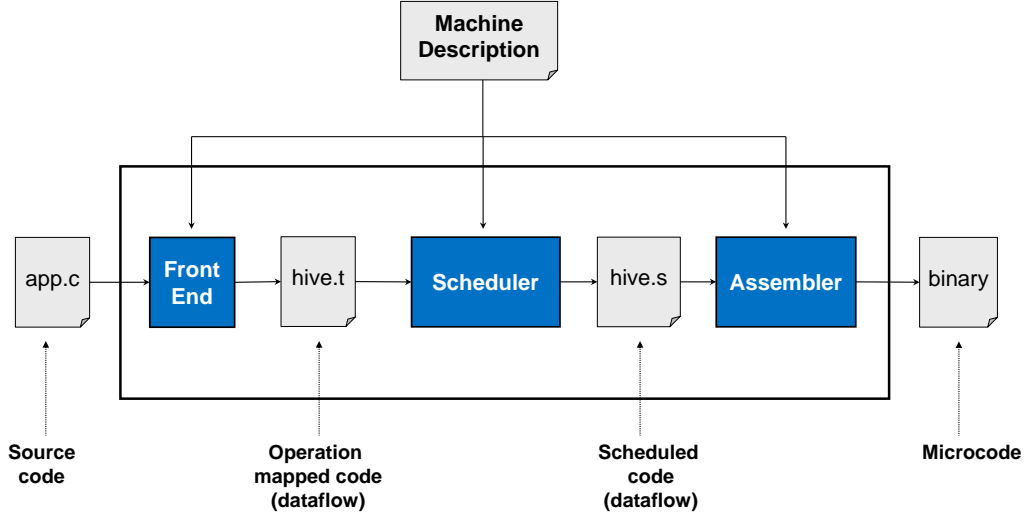 Machine
Description
app.c
Front
End
hive.t
Scheduler
hive.s
Assembler
binary
Source
code
Operation
mapped code
(dataflow)
Scheduled
code
(dataflow)
Microcode